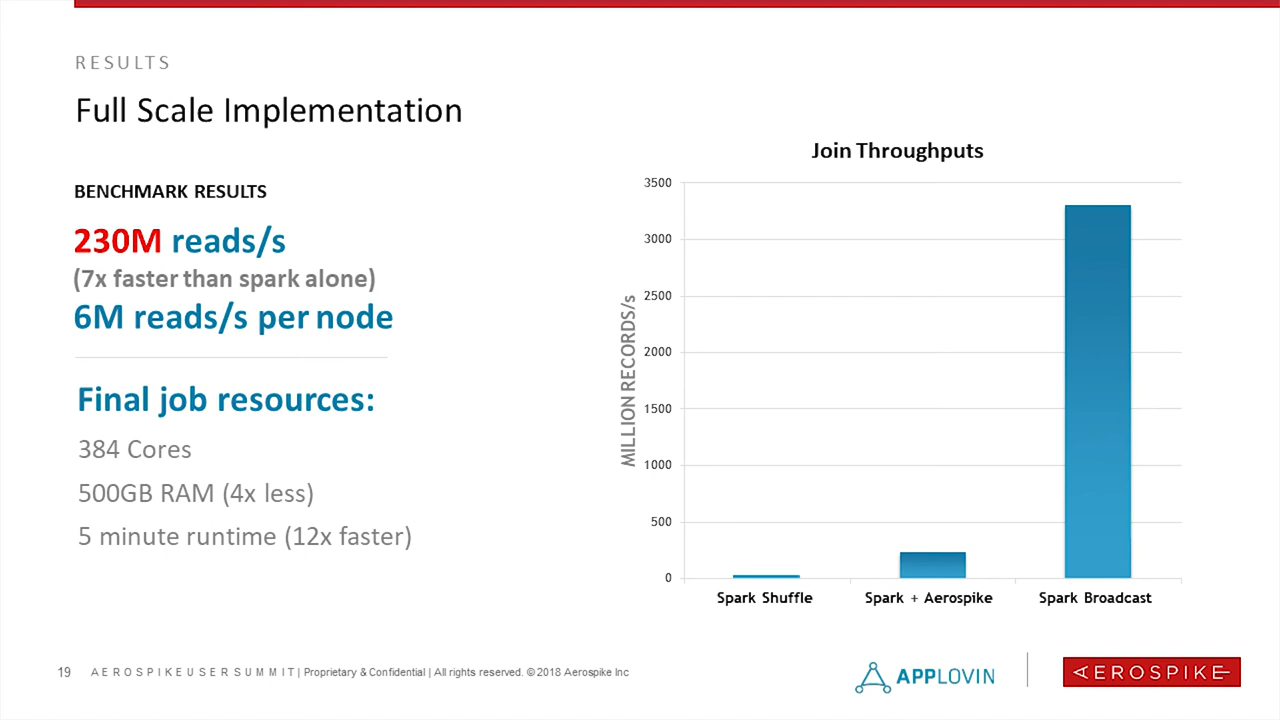 RESULTS
Full Scale Implementation
BENCHMARK RESULTS
230M reads/s
(7x faster than spark alone)
6M reads/s per node
Final job resources:
384 Cores
500GB RAM (4x less)
5 minute runtime (12x faster)
Join Throughputs
MILLION RECORDS/s
3500
3000
2500
2000
1500
1000
500
0
Spark Shuffle
Spark + Aerospike
Spark Broadcast
19 AEROSPIKE USER SUMMIT | Proprietary & Confidential | All rights reserved. © 2018 Aerospike Inc
APPLOVIN
AEROSPIKE